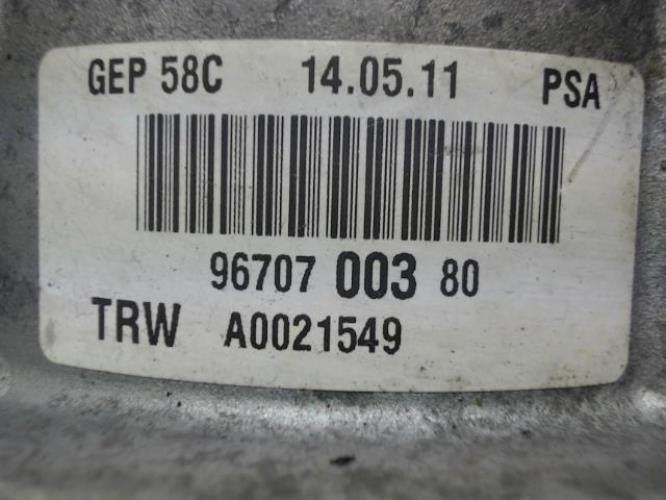 GEP 58C 14.05.11 PSA
96707 003 80
TRW A0021549